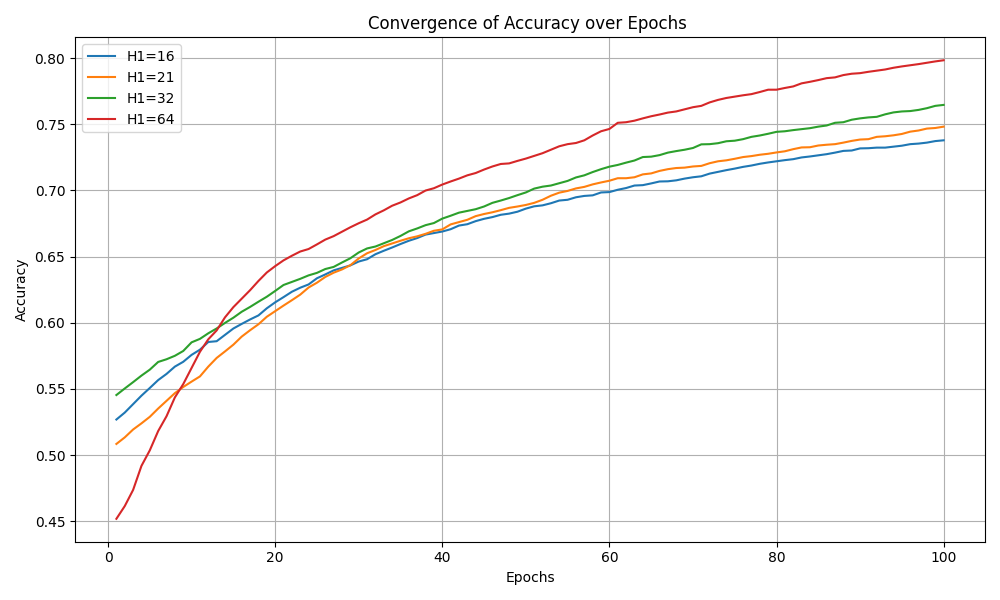 Convergence of Accuracy over Epochs
H1=16
H1=21
H1=32
H1=64
Accuracy
0.80
0.75
0.70
0.65
0.60
0.55
0.50
0.45
0 20 40 60 80 100
Epochs